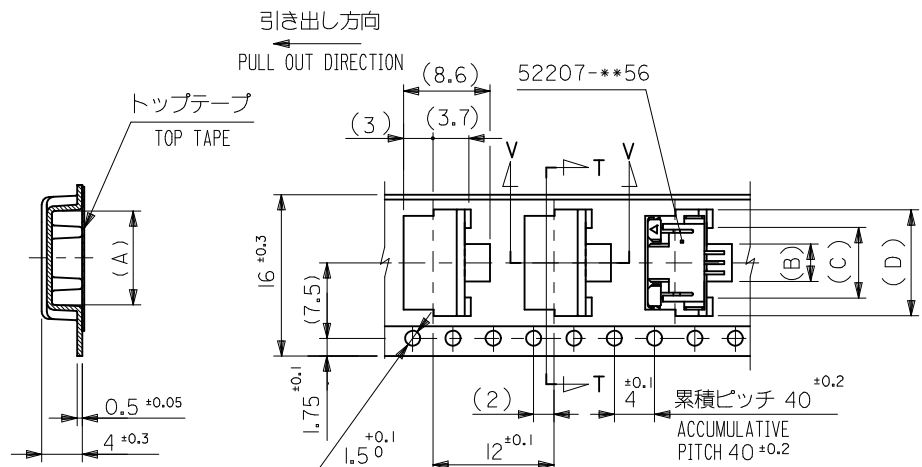 引き出し方向
PULL OUT DIRECTION
(8.6)
52207-**56
トップテープ
TOP TAPE
(3)
(3.7)
V
T
V
(A)
16 ±0.3
(7.5)
(B)
(C)
(D)
1.75 ±0.1
0.5 ±0.05
4 ±0.3
1.5 +0.1 0
(2)
12 ±0.1
T
4 ±0.1
累積ピッチ 40 ±0.2
ACCUMULATIVE
PITCH 40 ±0.2